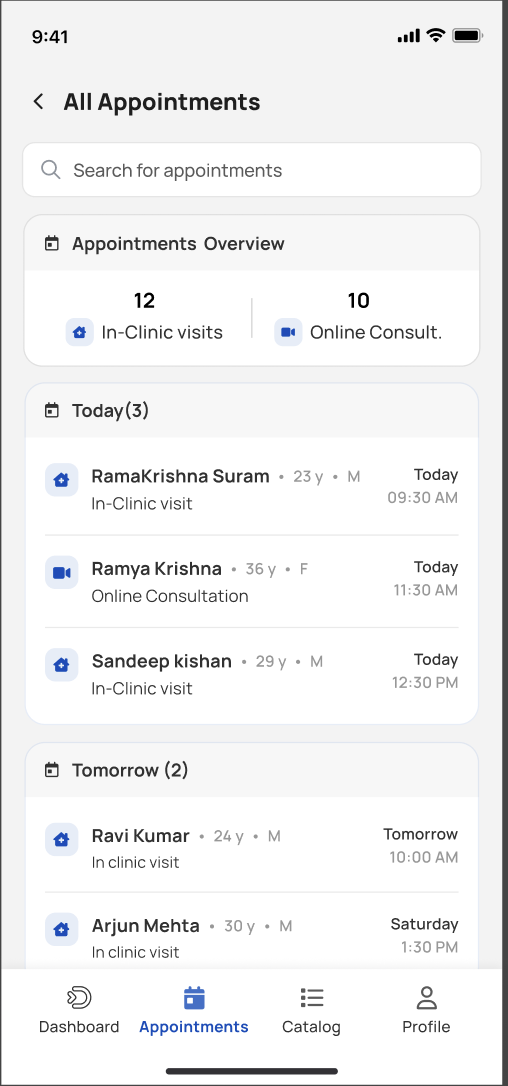 9:41
All Appointments
Search for appointments
Appointments Overview
12 10
In-Clinic visits Online Consult.
Today(3)
RamaKrishna Suram • 23 y • M Today
In-Clinic visit 09:30 AM
Ramya Krishna • 36 y • F Today
Online Consultation 11:30 AM
Sandeep kishan • 29 y • M Today
In-Clinic visit 12:30 PM
Tomorrow (2)
Ravi Kumar • 24 y • M Tomorrow
In clinic visit 10:00 AM
Arjun Mehta • 30 y • M Saturday
In clinic visit 1:30 PM
Dashboard Appointments Catalog Profile